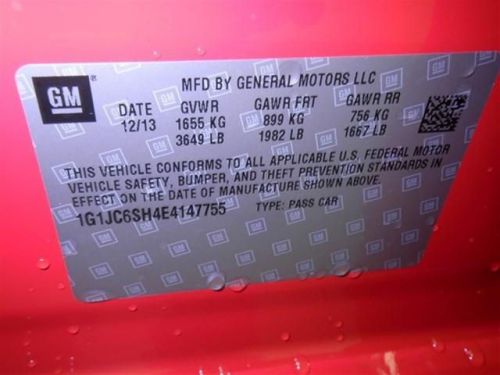 GM
MFD BY GENERAL MOTORS LLC
DATE GVWR GAWR FRT GAWR RR
12/13 1655 KG 899 KG 756 KG
3649 LB 1982 LB 1667 LB
THIS VEHICLE CONFORMS TO ALL APPLICABLE U.S. FEDERAL MOTOR
VEHICLE SAFETY, BUMPER, AND THEFT PREVENTION STANDARDS IN
EFFECT ON THE DATE OF MANUFACTURE SHOWN ABOVE.
1G1JC6SH4E4147755 TYPE: PASS CAR